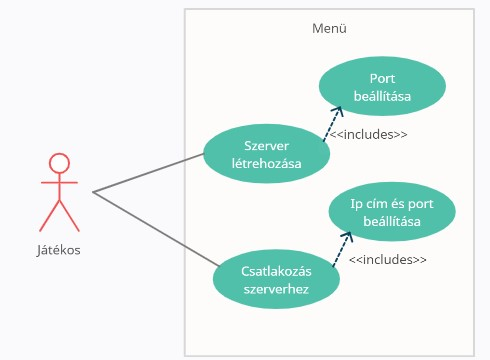 Menü
Port
beállítása
<<includes>>
Szerver
létrehozása
Ip cím és port
beállítása
Játékos
<<includes>>
Csatlakozás
szerverhez